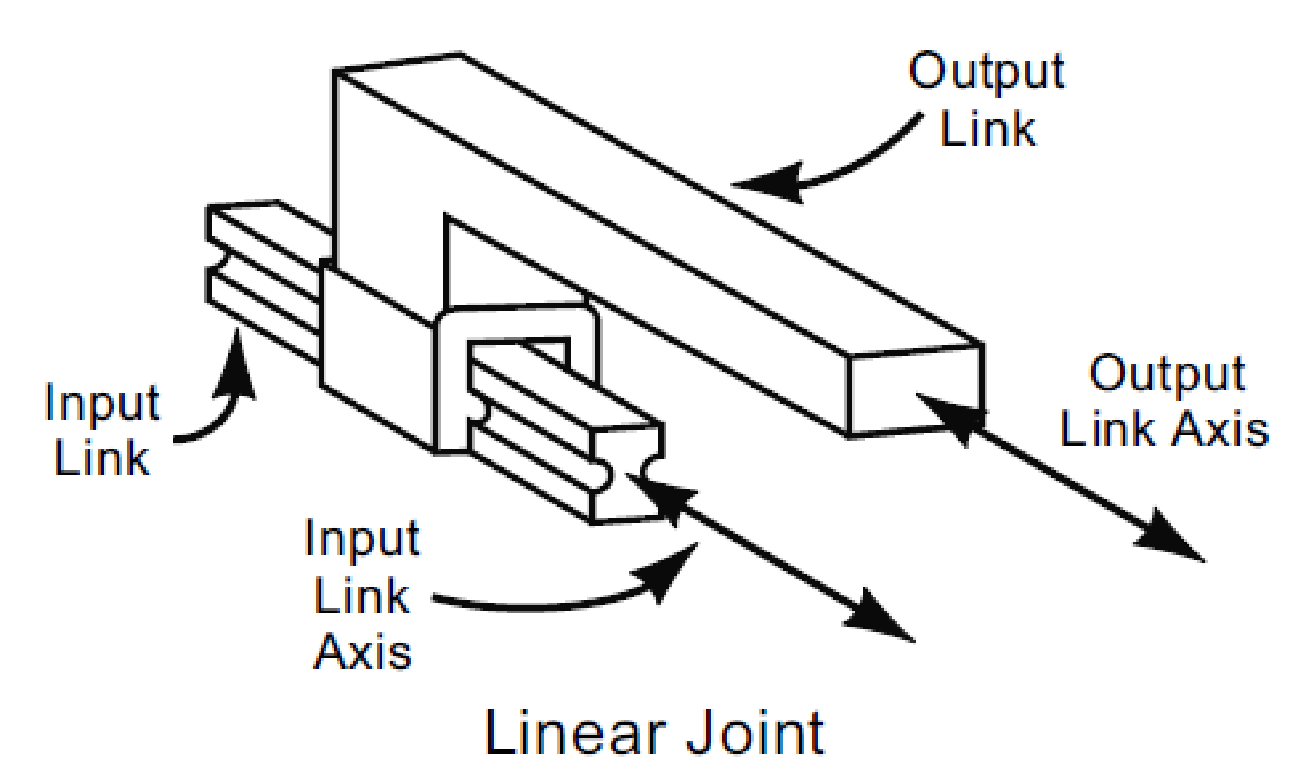 Output
Link
Input
Link
Output
Link Axis
Input
Link
Axis
Linear Joint